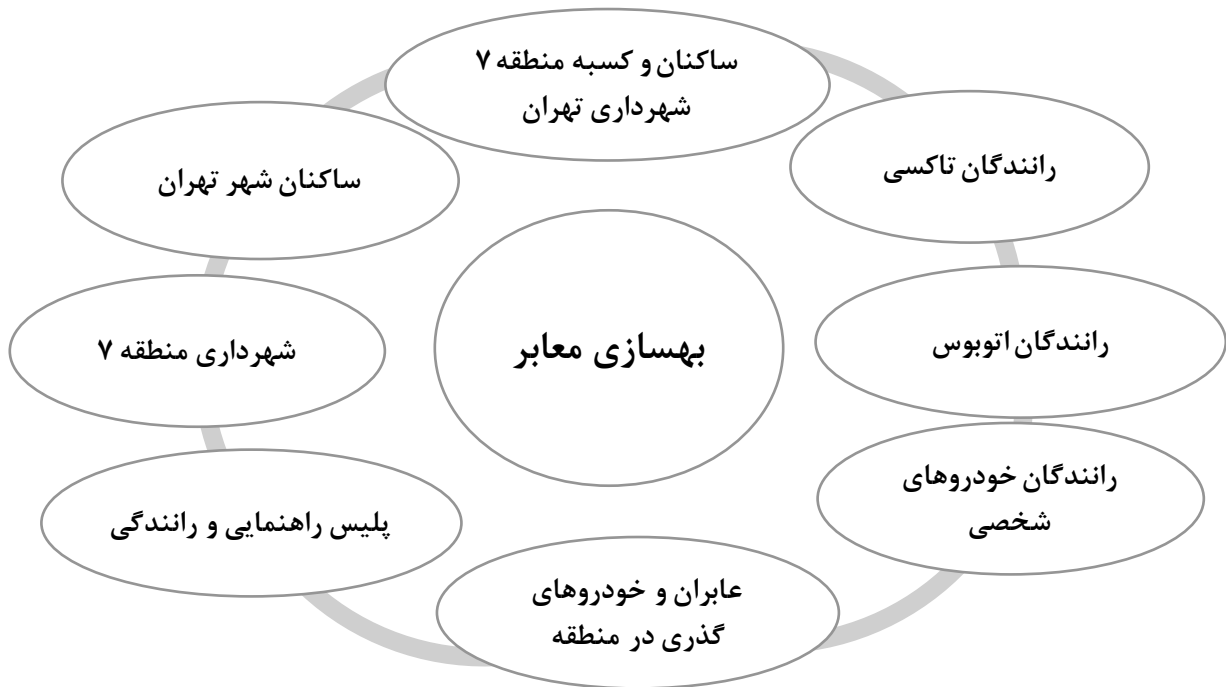 ساکنان و کسبه منطقه ۷
شهرداری تهران
رانندگان تاکسی
ساکنان شهر تهران
رانندگان اتوبوس
بهسازی معابر
شهرداری منطقه ۷
رانندگان خودروهای
شخصی
پلیس راهنمایی و رانندگی
عابران و خودروهای
گذری در منطقه